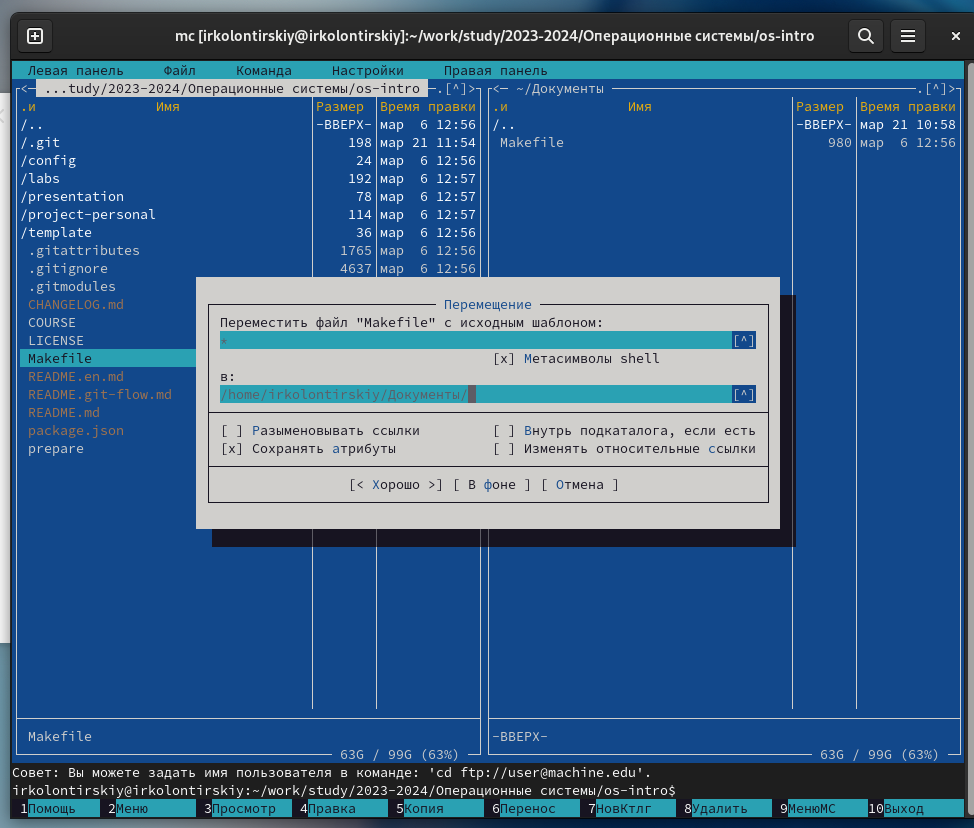 mc [irkolontirskiy@irkolontirskiy]:~/work/study/2023-2024/Операционные системы/os-intro
Левая панель Файл Команда Настройки Правая панель
<─ ...tudy/2023-2024/Операционные системы/os-intro ─.[^]>
<─ ~/Документы .[^]>
.и Имя Размер Время правки
/.. -ВВЕРХ- мар 6 12:56
/.git 198 мар 21 11:54
/config 24 мар 6 12:56
/labs 192 мар 6 12:57
/presentation 78 мар 6 12:57
/project-personal 114 мар 6 12:57
/template 36 мар 6 12:56
.gitattributes 1765 мар 6 12:56
.gitignore 4637 мар 6 12:56
.gitmodules
CHANGELOG.md
COURSE
LICENSE
Makefile
README.en.md
README.git-flow.md
README.md
package.json
prepare
.и Имя Размер Время правки
/.. -ВВЕРХ- мар 21 10:58
Makefile 980 мар 6 12:56
Перемещение
Переместить файл "Makefile" с исходным шаблоном:
* [^]
[x] Метасимволы shell
в:
/home/irkolontirskiy/Документы/ [^]
[ ] Разыменовывать ссылки [ ] Внутрь подкаталога, если есть
[x] Сохранять атрибуты [ ] Изменять относительные ссылки
[< Хорошо >] [ В фоне ] [ Отмена ]
Makefile
63G / 99G (63%)
-ВВЕРХ-
63G / 99G (63%)
Совет: Вы можете задать имя пользователя в команде: 'cd ftp://user@machine.edu'.
irkolontirskiy@irkolontirskiy:~/work/study/2023-2024/Операционные системы/os-intro$
1Помощь 2Меню 3Просмотр 4Правка 5Копия 6Перенос 7НовКтлг 8Удалить 9МенюМС 10Выход